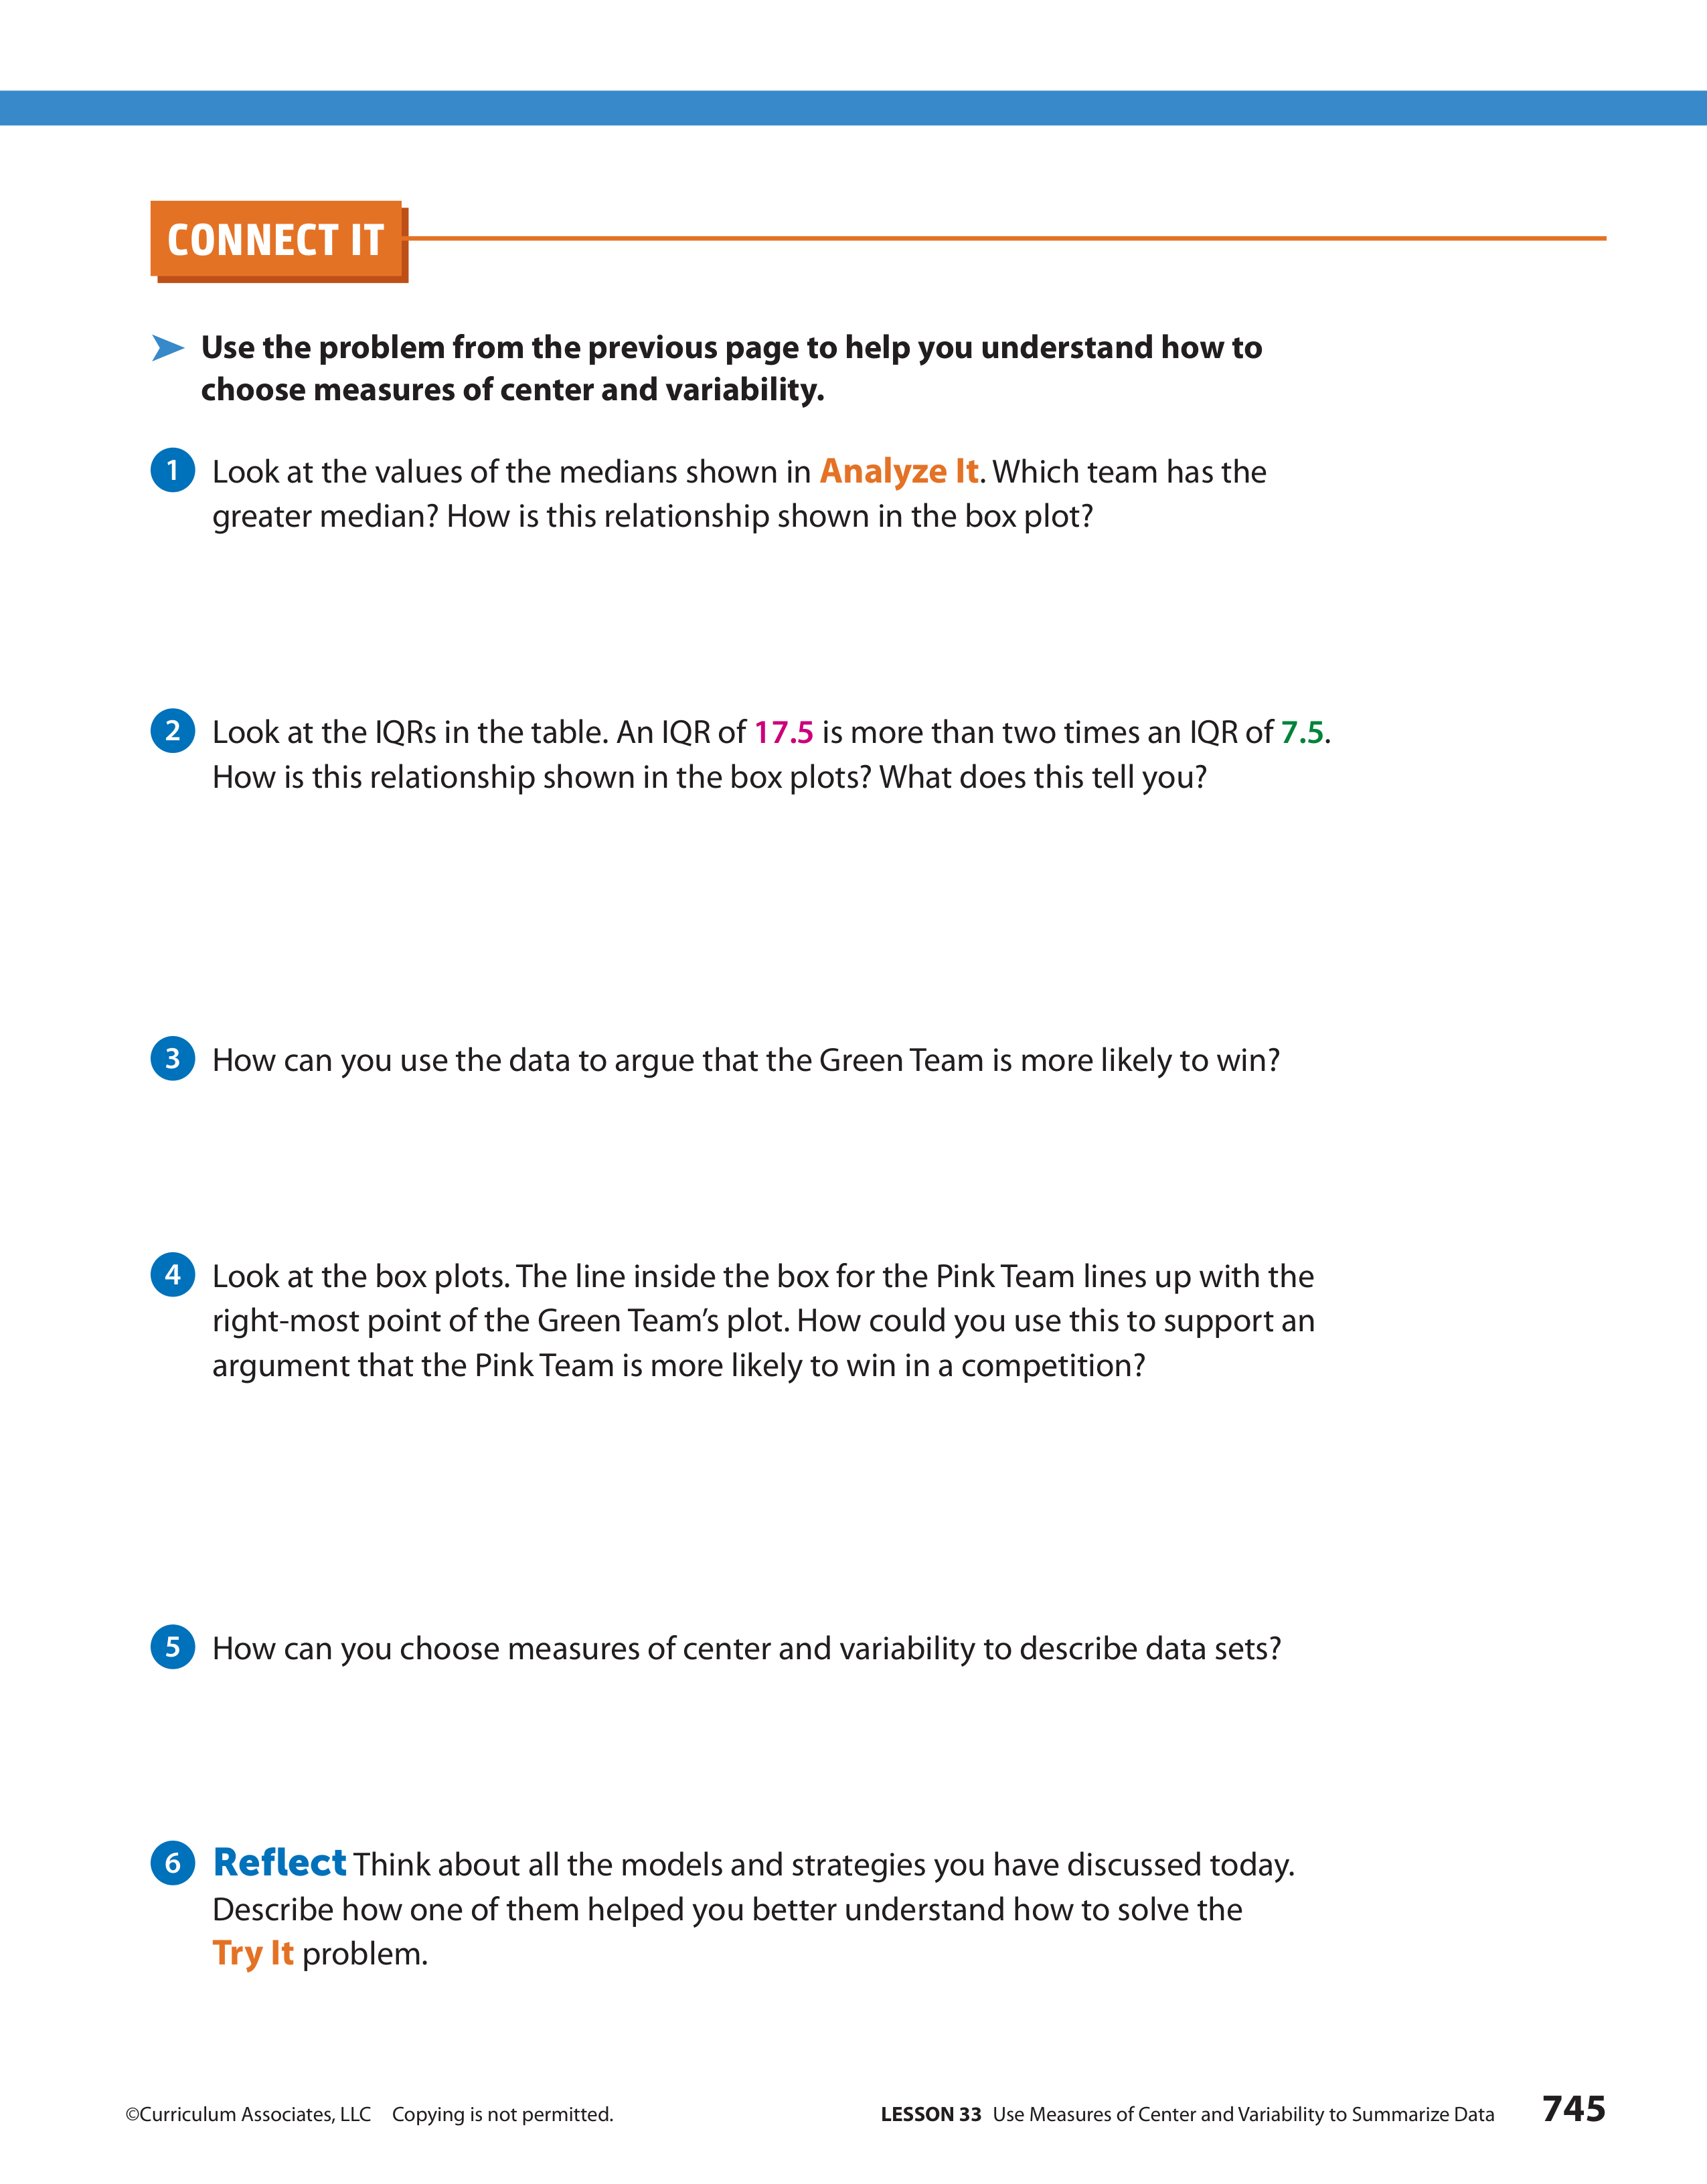 CONNECT IT
Use the problem from the previous page to help you understand how to
choose measures of center and variability.
1 Look at the values of the medians shown in Analyze It. Which team has the
greater median? How is this relationship shown in the box plot?
2 Look at the IQRs in the table. An IQR of 17.5 is more than two times an IQR of 7.5.
How is this relationship shown in the box plots? What does this tell you?
3 How can you use the data to argue that the Green Team is more likely to win?
4 Look at the box plots. The line inside the box for the Pink Team lines up with the
right-most point of the Green Team’s plot. How could you use this to support an
argument that the Pink Team is more likely to win in a competition?
5 How can you choose measures of center and variability to describe data sets?
6 Reflect Think about all the models and strategies you have discussed today.
Describe how one of them helped you better understand how to solve the
Try It problem.
©Curriculum Associates, LLC Copying is not permitted. LESSON 33 Use Measures of Center and Variability to Summarize Data 745